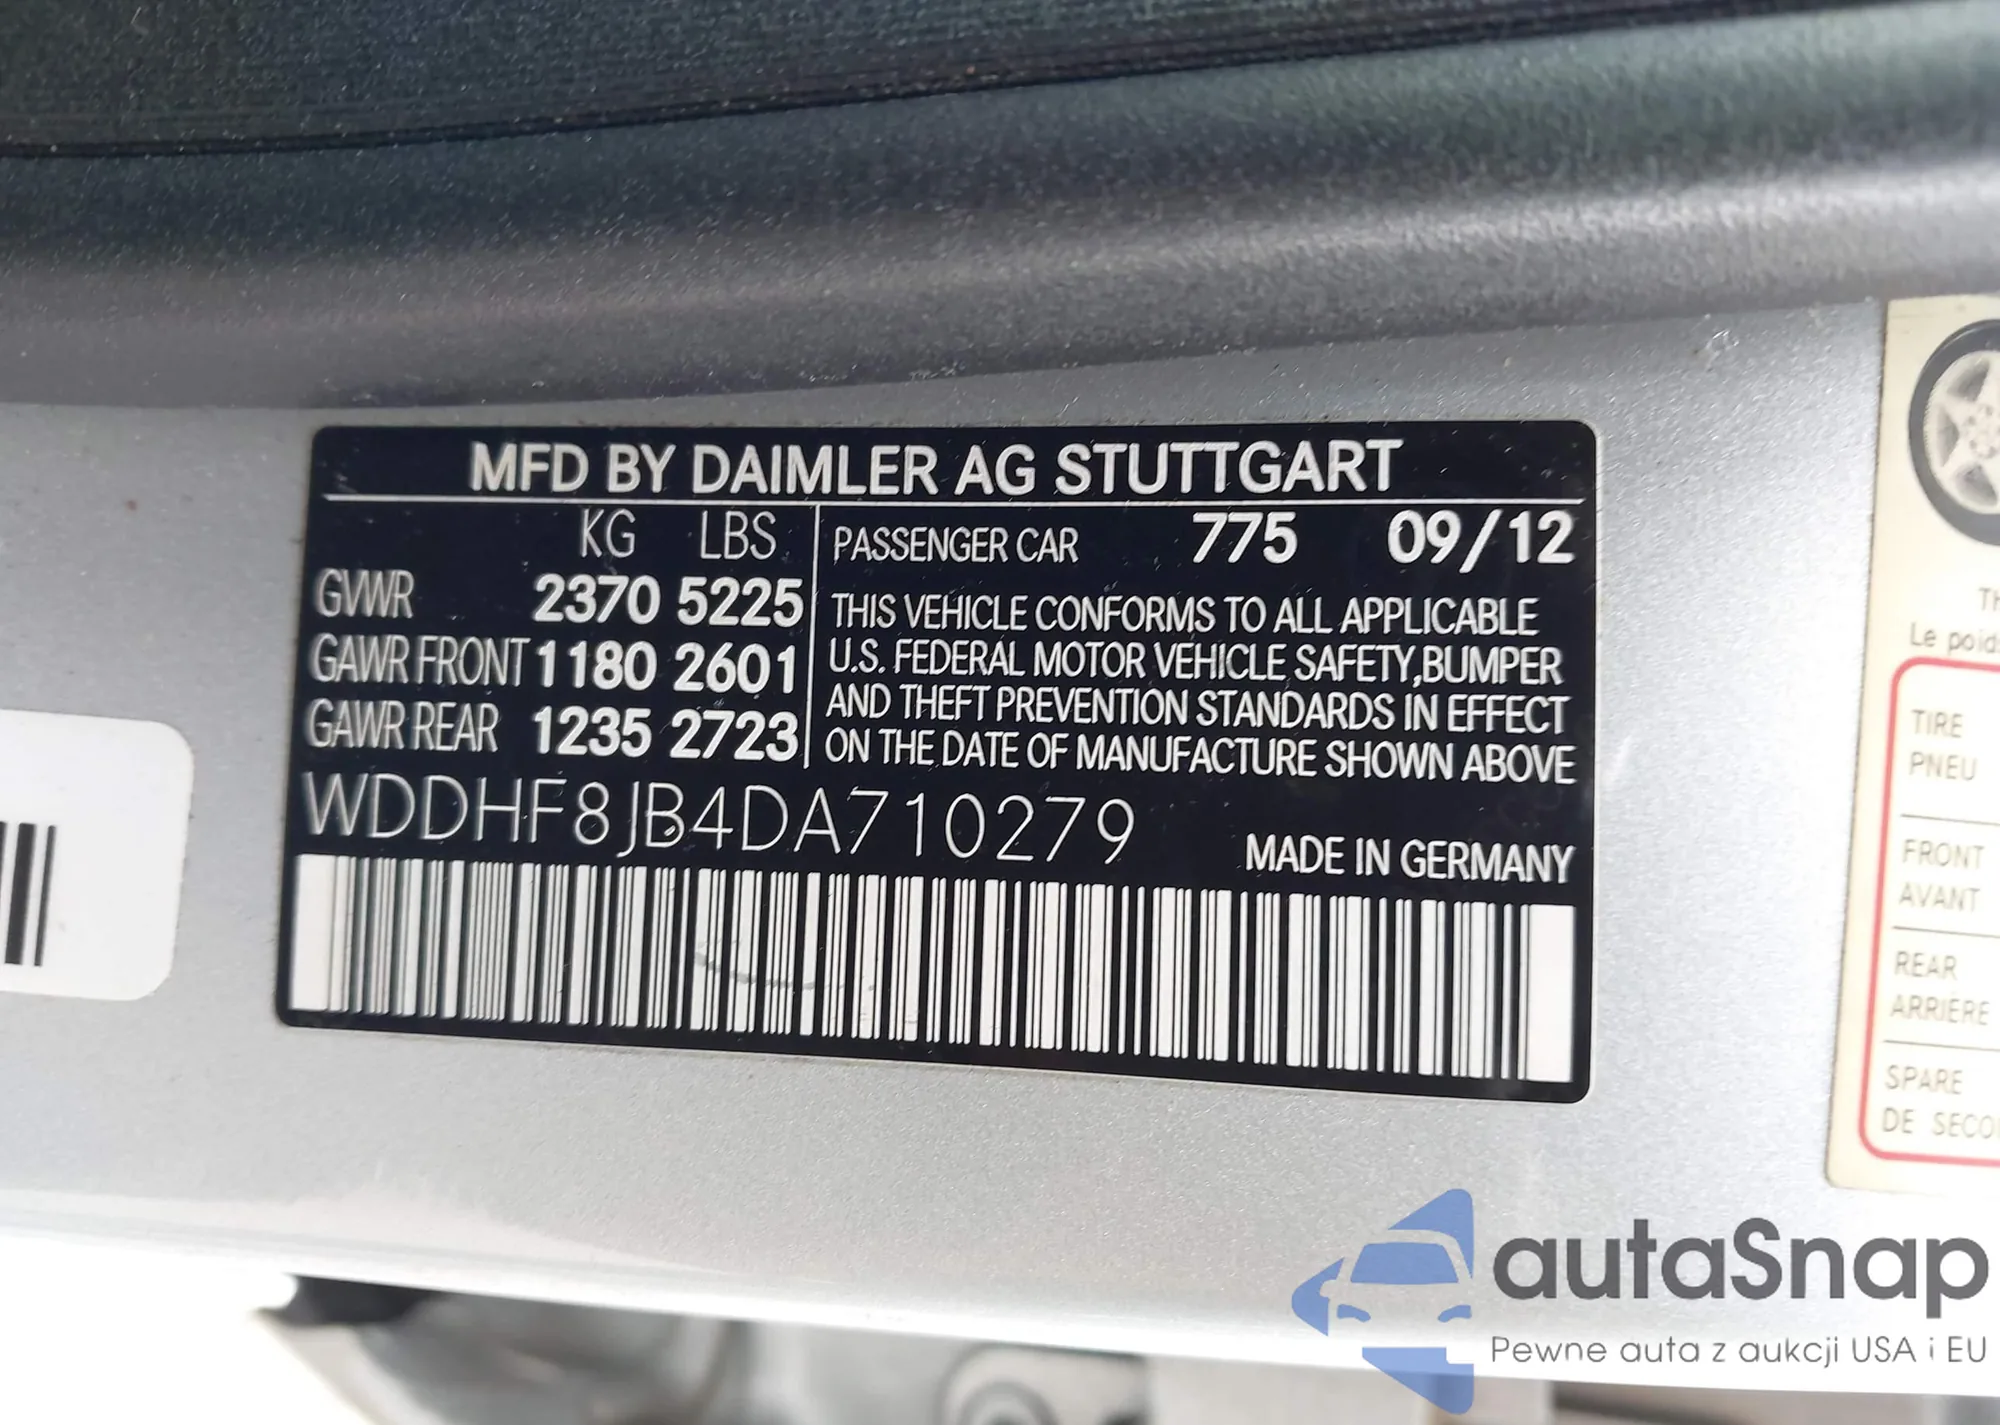 MFD BY DAIMLER AG STUTTGART
KG LBS
GVWR 2370 5225
GAWR FRONT 1180 2601
GAWR REAR 1235 2723
PASSENGER CAR 775 09/12
THIS VEHICLE CONFORMS TO ALL APPLICABLE
U.S. FEDERAL MOTOR VEHICLE SAFETY,BUMPER
AND THEFT PREVENTION STANDARDS IN EFFECT
ON THE DATE OF MANUFACTURE SHOWN ABOVE
WDDHF8JB4DA710279
MADE IN GERMANY
Le
TIRE
PNEU
FRONT
AVANT
REAR
ARRIÈRE
SPARE
DE
autaSnap
Pewne auta z aukcji USA i EU